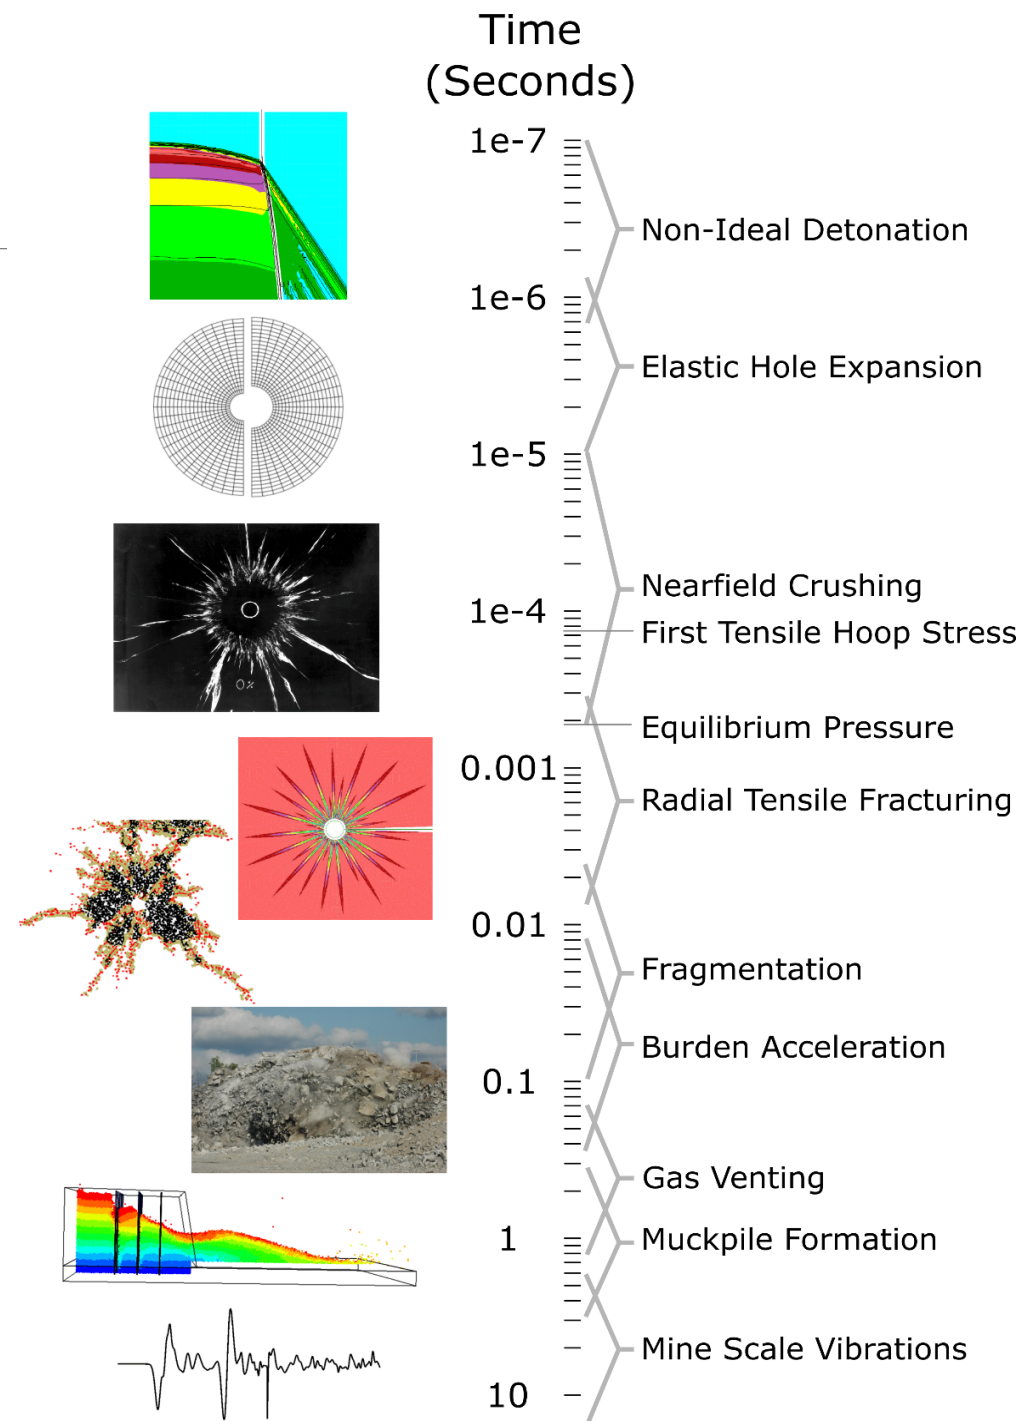 Time
(Seconds)
1e-7
Non-Ideal Detonation
1e-6
Elastic Hole Expansion
1e-5
Nearfield Crushing
1e-4
First Tensile Hoop Stress
0%
Equilibrium Pressure
0.001
Radial Tensile Fracturing
0.01
Fragmentation
Burden Acceleration
0.1
Gas Venting
1
Muckpile Formation
Mine Scale Vibrations
10